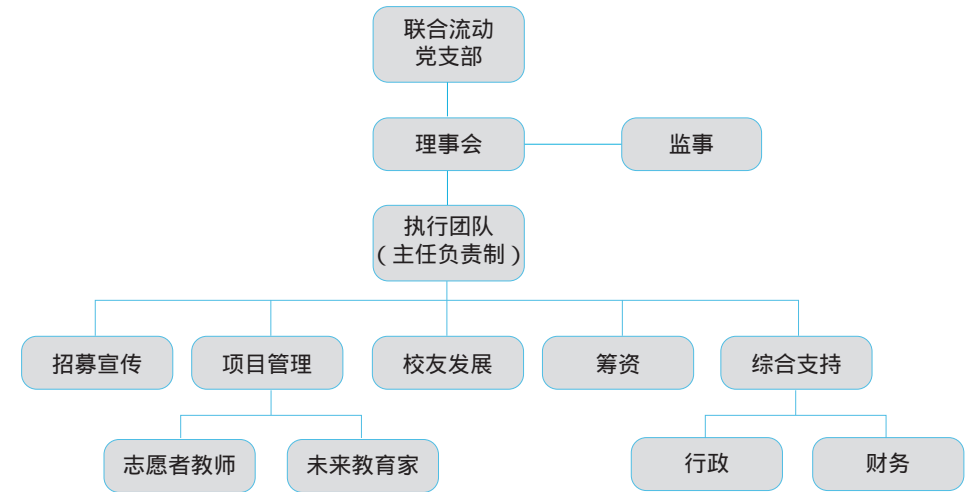 联合流动
党支部
理事会
监事
执行团队
（主任负责制）
招募宣传
项目管理
校友发展
筹资
综合支持
志愿者教师
未来教育家
行政
财务